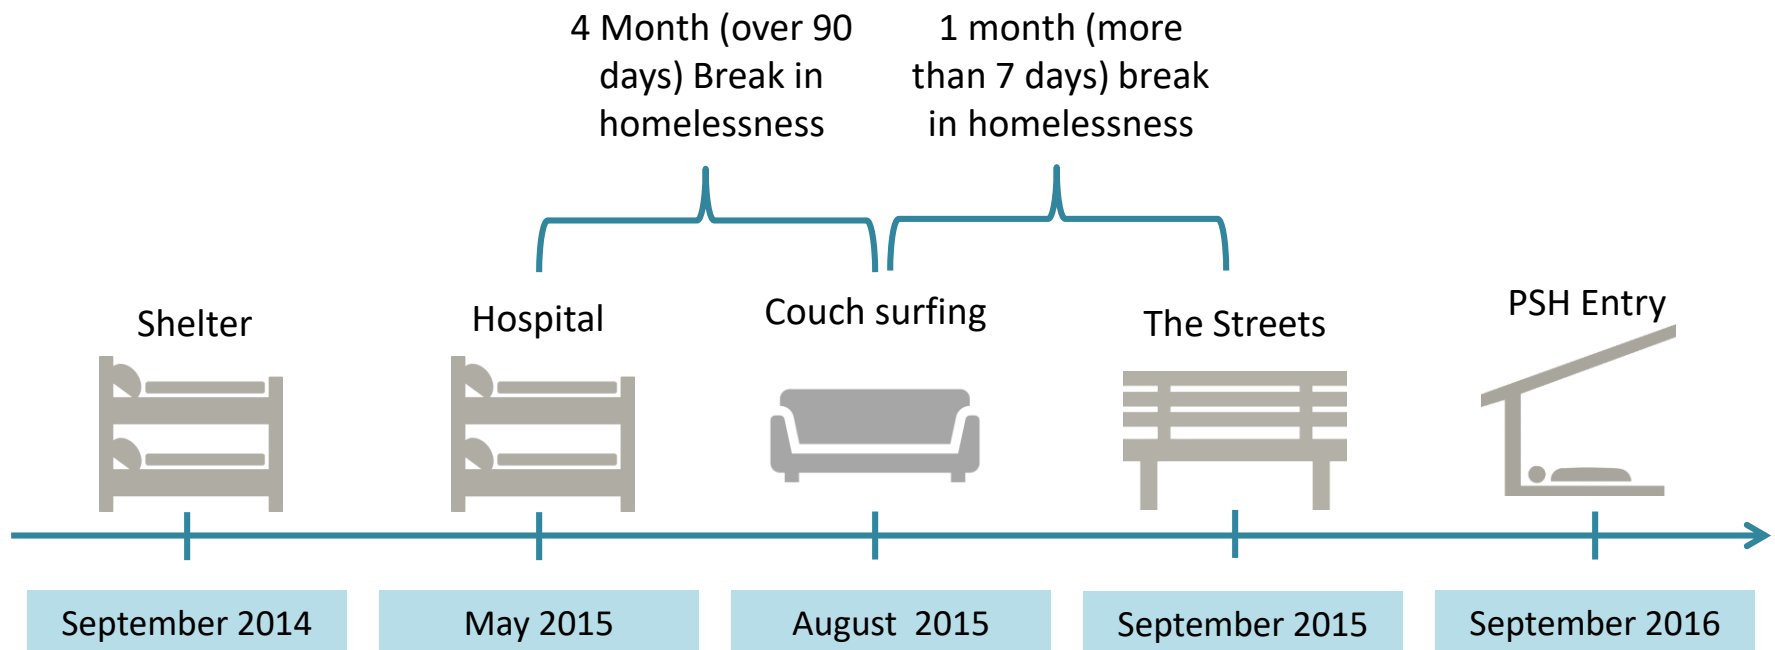 4 Month (over 90
days) Break in
homelessness
1 month (more
than 7 days) break
in homelessness
Shelter
Hospital
Couch surfing
The Streets
PSH Entry
September 2014
May 2015
August 2015
September 2015
September 2016